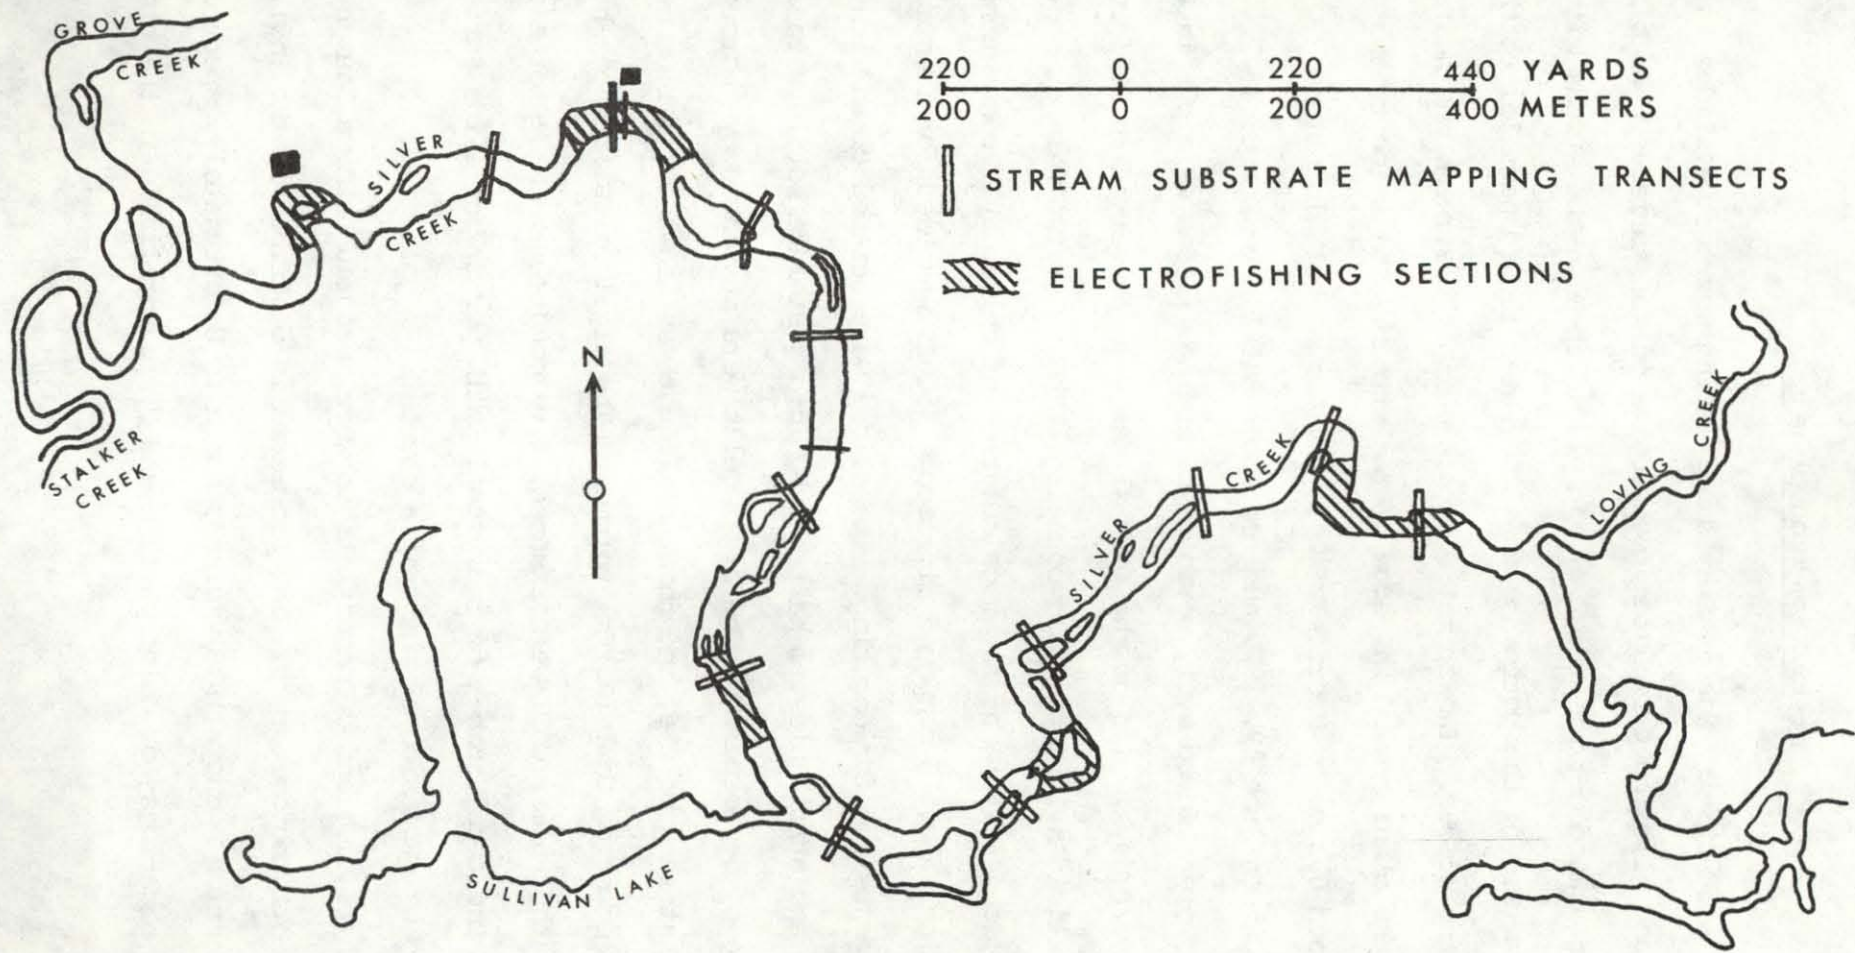 GROVE
CREEK
220 0 220 440 YARDS
200 0 200 400 METERS
STREAM SUBSTRATE MAPPING TRANSECTS
ELECTROFISHING SECTIONS
SILVER
CREEK
N
STALKER
CREEK
SULLIVAN LAKE
SILVER
CREEK
LOVING
CREEK